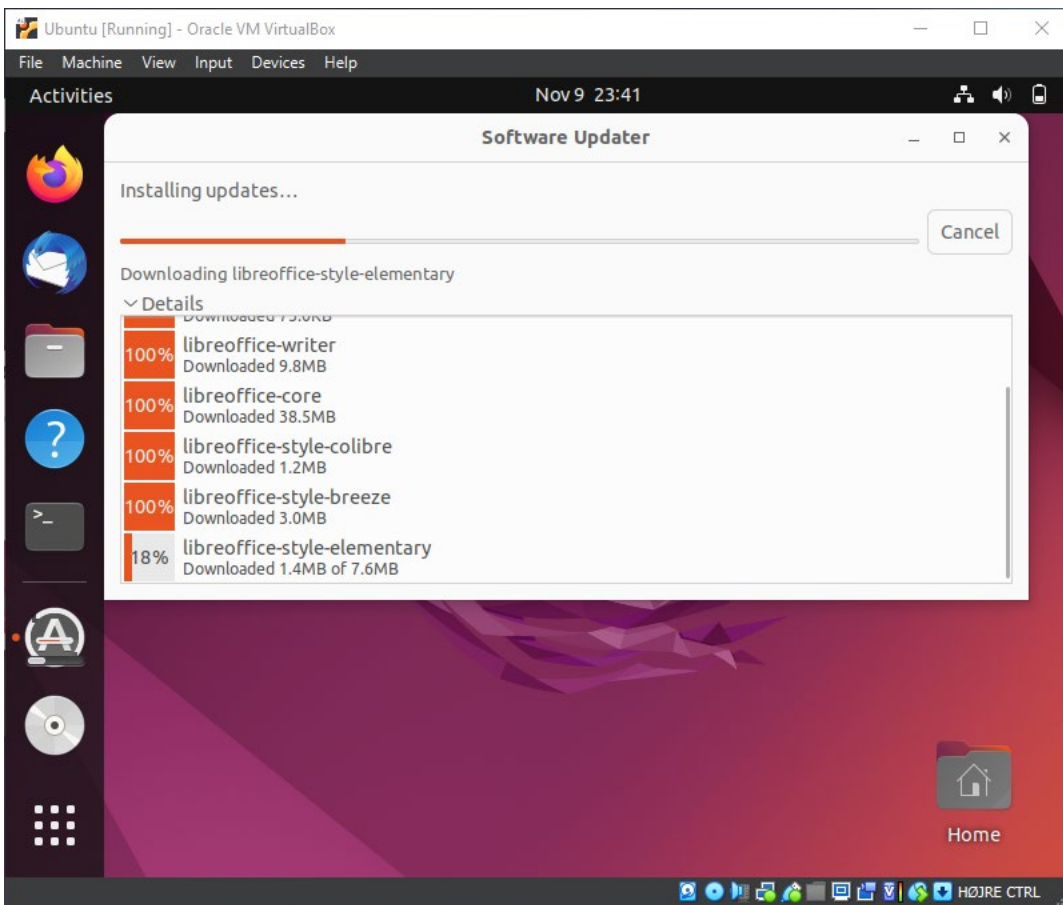 Ubuntu [Running] - Oracle VM VirtualBox
File Machine View Input Devices Help
Activities
Nov 9 23:41
Software Updater
Installing updates...
Cancel
Downloading libreoffice-style-elementary
Details
Downloaded 75.0KB
100% libreoffice-writer
Downloaded 9.8MB
100% libreoffice-core
Downloaded 38.5MB
100% libreoffice-style-colibre
Downloaded 1.2MB
100% libreoffice-style-breeze
Downloaded 3.0MB
18% libreoffice-style-elementary
Downloaded 1.4MB of 7.6MB
Home
HØJRE CTRL